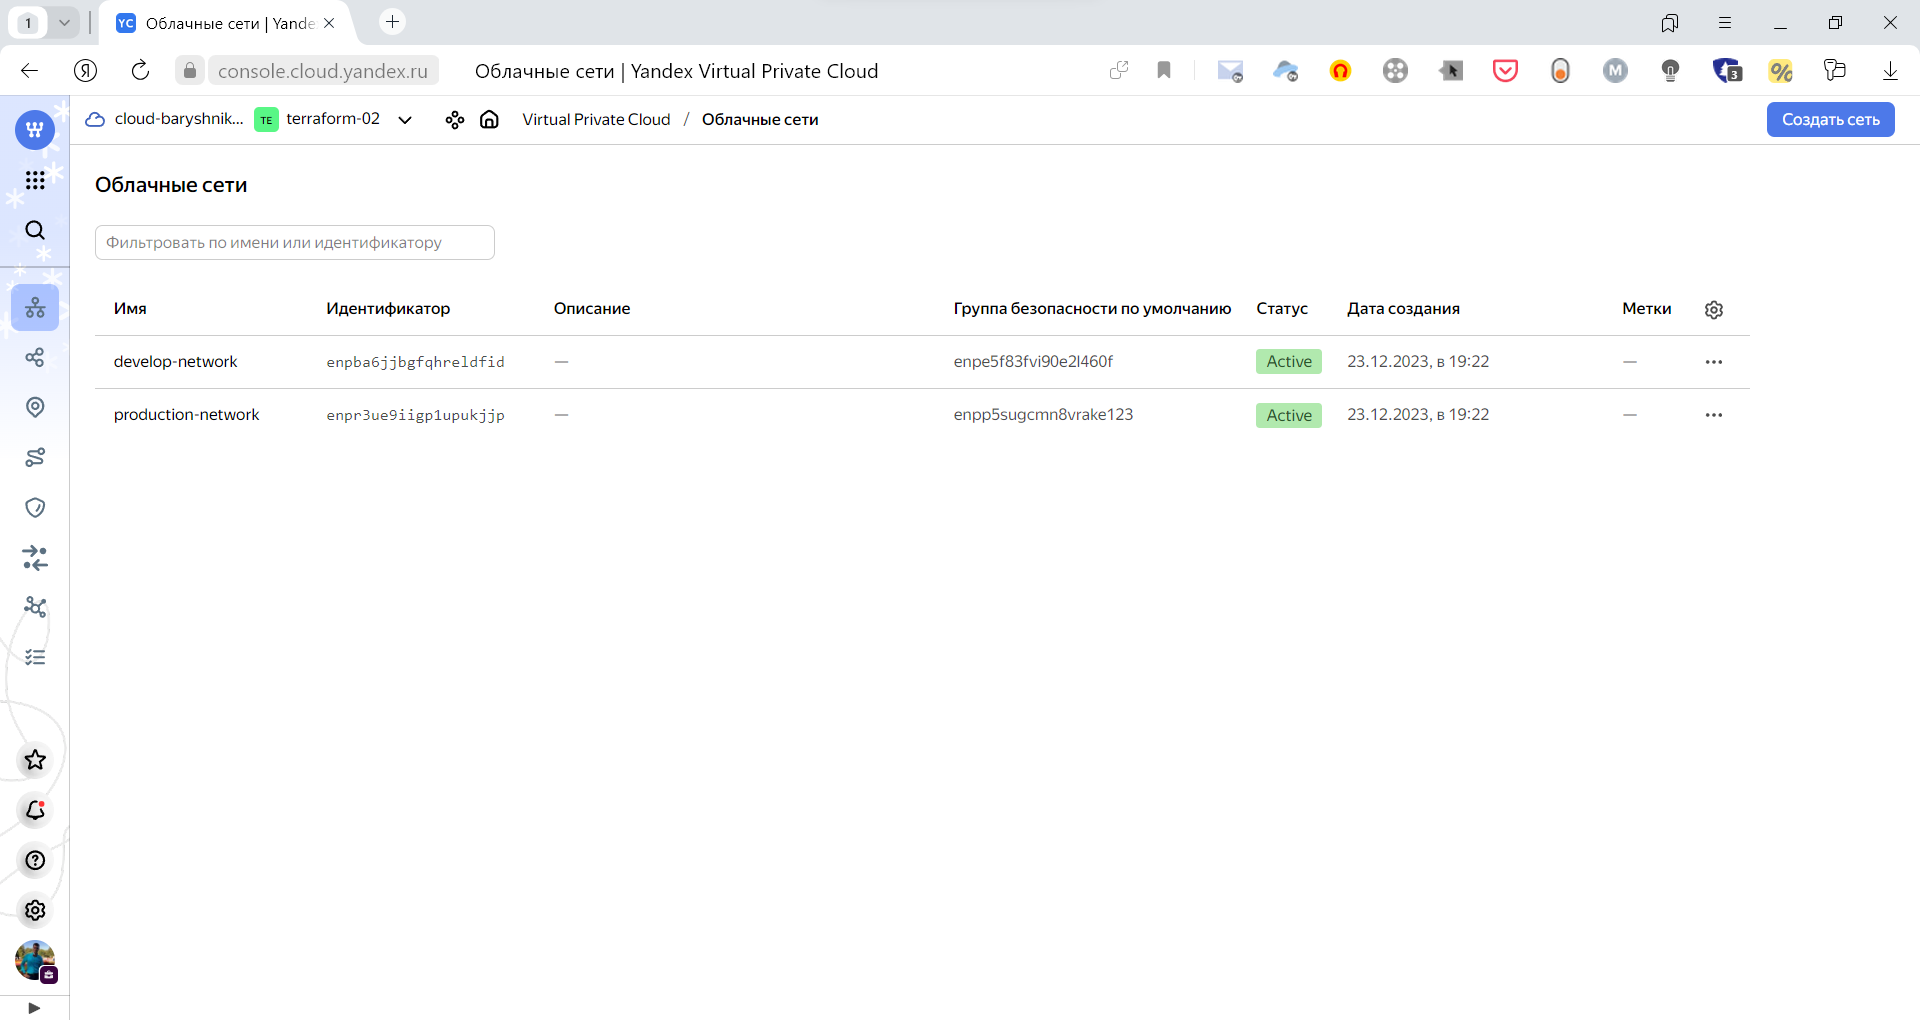 1
YC Облачные сети | Yande
console.cloud.yandex.ru Облачные сети | Yandex Virtual Private Cloud
M 3 %
cloud-baryshnik... TE terraform-02 Virtual Private Cloud / Облачные сети Создать сеть
Облачные сети
Фильтровать по имени или идентификатору
Имя Идентификатор Описание Группа безопасности по умолчанию Статус Дата создания Метки
develop-network enpba6jjbgfqhreldfid — enpe5f83fvi90e2l460f Active 23.12.2023, в 19:22 —
production-network enpr3ue9iigp1upukjjp — enpp5sugcmn8vrake123 Active 23.12.2023, в 19:22 —